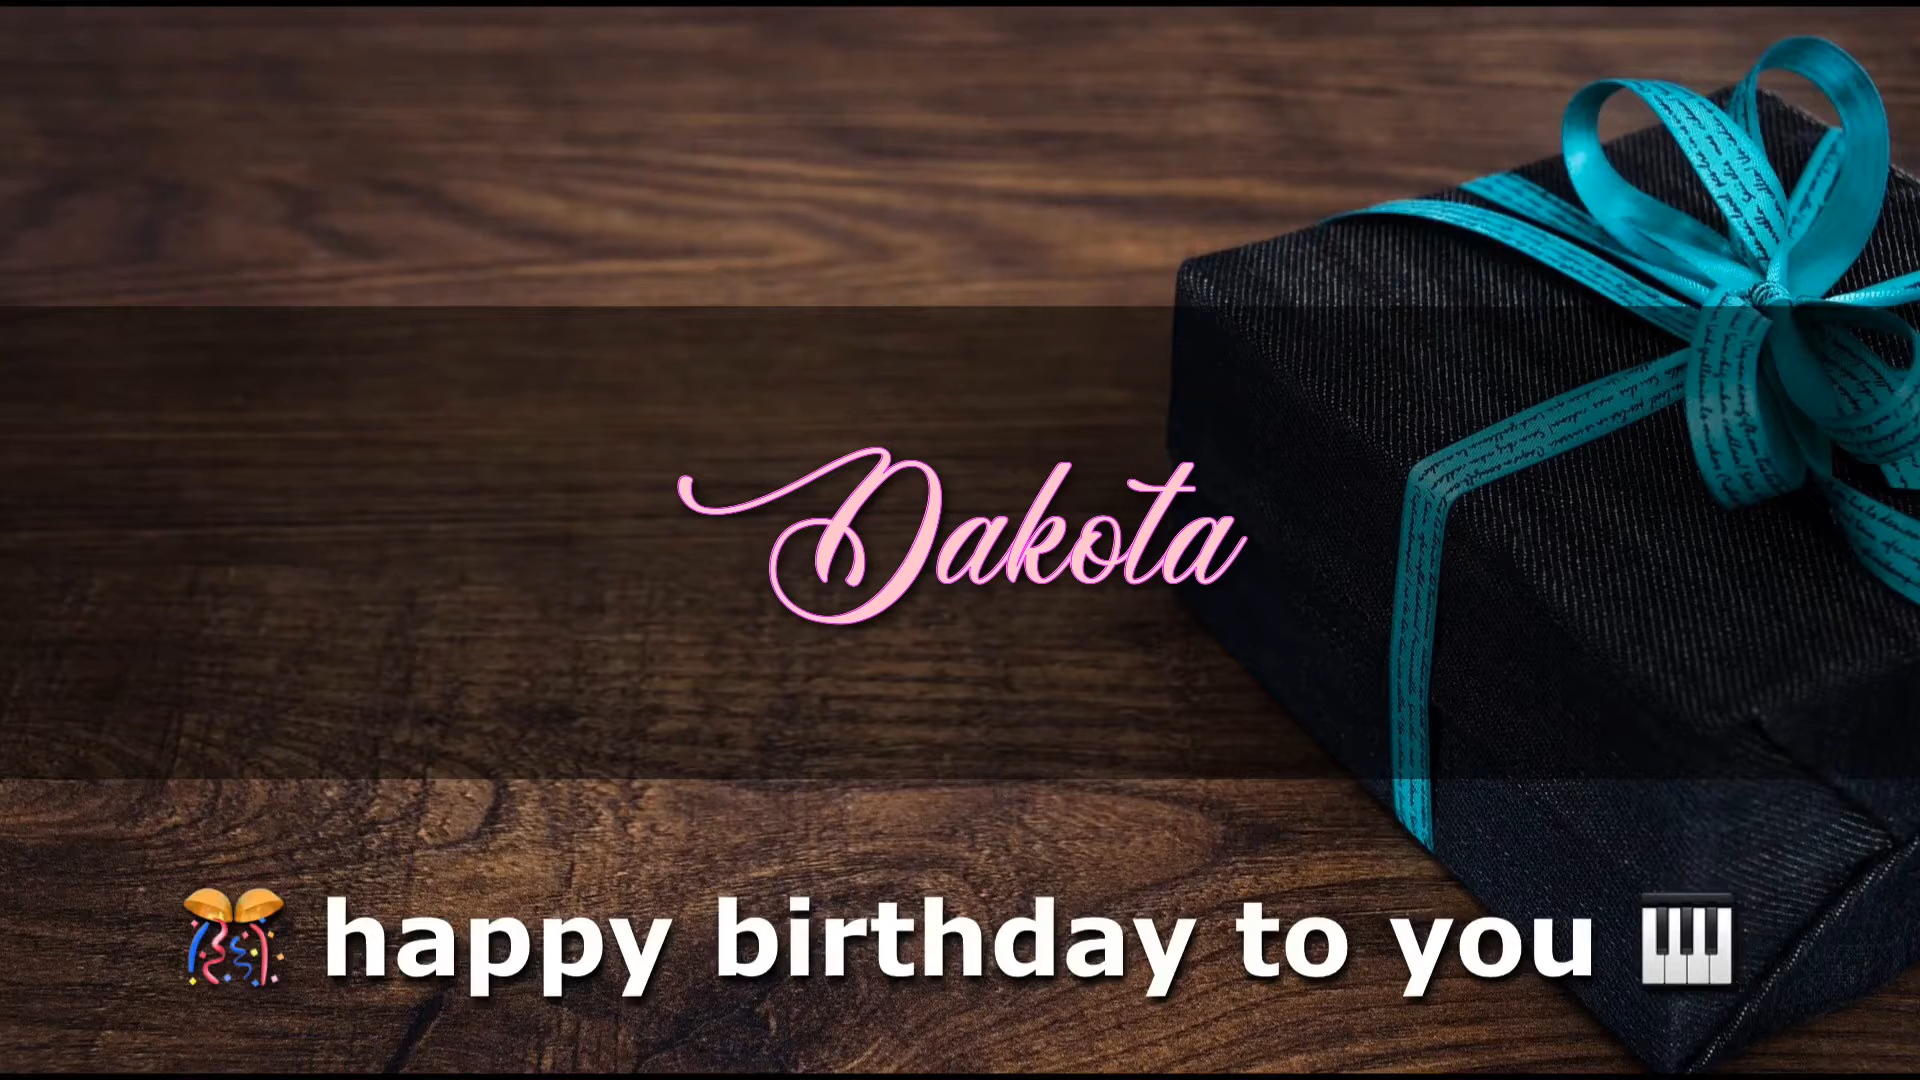 Dakota
🎊 happy birthday to you 🎹